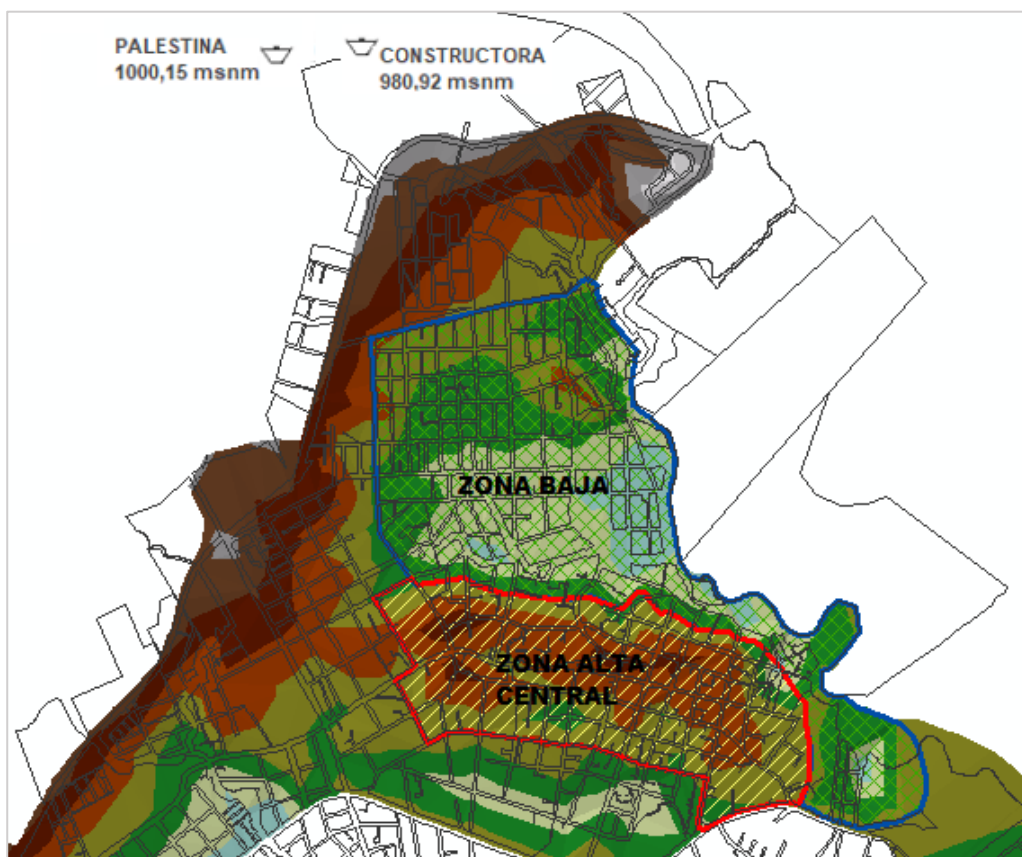 PALESTINA
1000,15 msnm
CONSTRUCTORA
980,92 msnm
ZONA BAJA
ZONA ALTA
CENTRAL